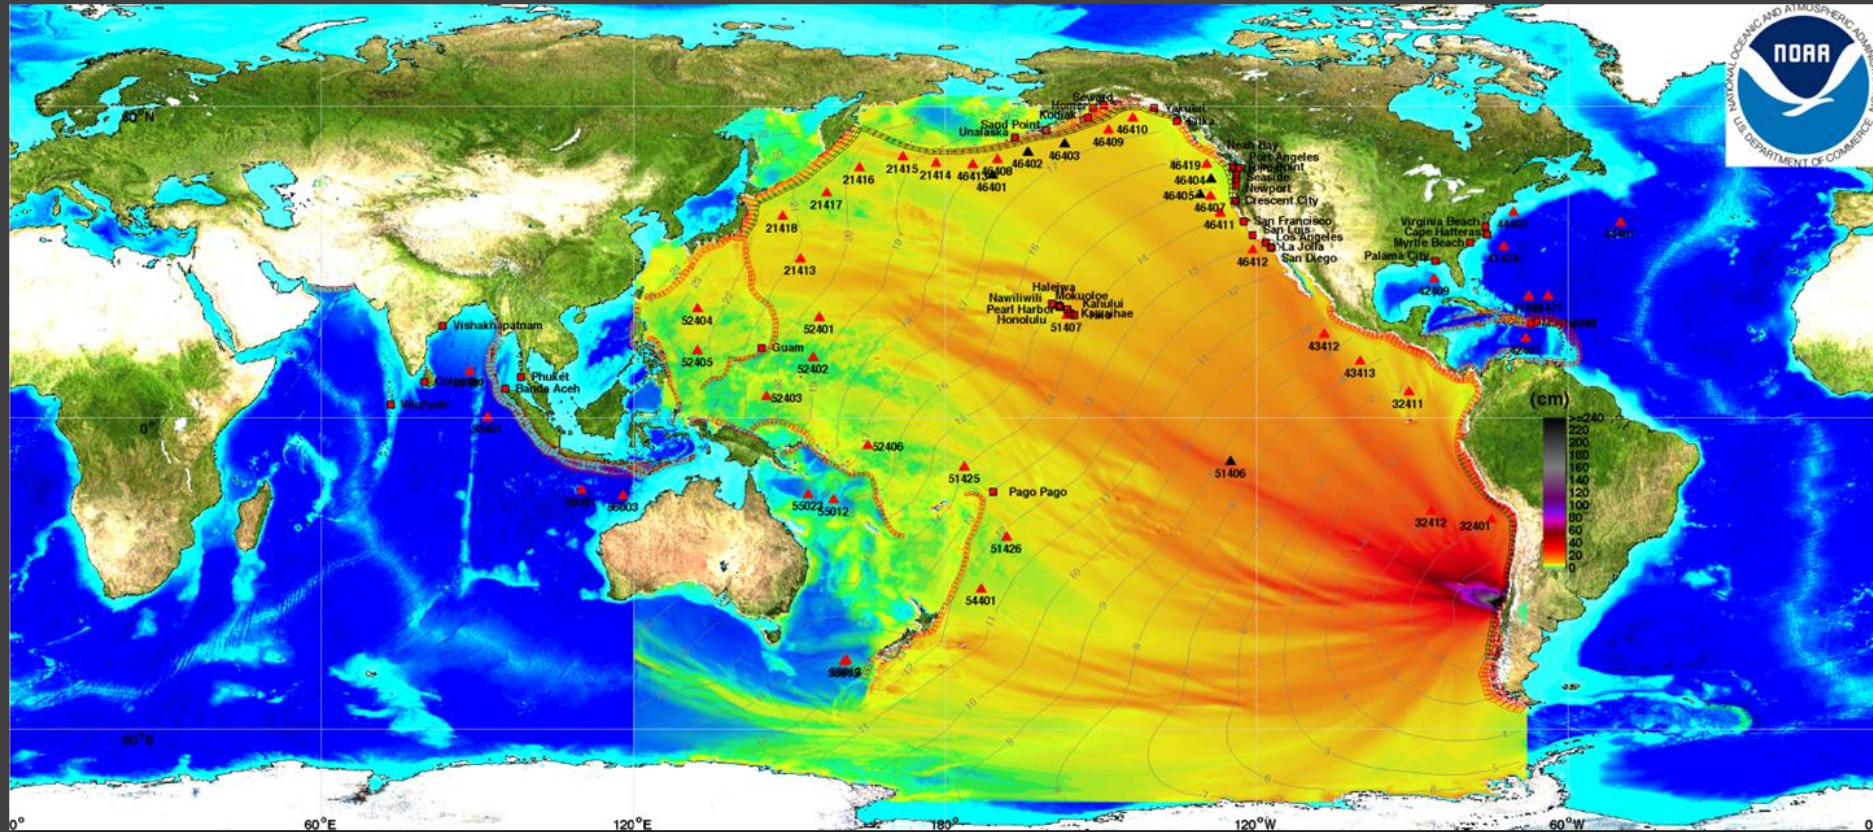 NATIONAL OCEANIC AND ATMOSPHERIC ADMINISTRATION
U.S. DEPARTMENT OF COMMERCE
NOAA
Seward
Homer
Kodiak
Yakutat
Sitka
Sand Point
Unalaska
60°N
46410
46409
46403
46402
46408
46413
46401
21414
21415
21416
21417
21418
21413
Neah Bay
Port Angeles
46419
46404
Seaside
Newport
46405
46407
Crescent City
46411
San Francisco
San Luis
Los Angeles
La Jolla
46412
San Diego
Virginia Beach
Cape Hatteras
Myrtle Beach
Palama City
42409
Haleiwa
Nawiliwili
Mokuoloe
Pearl Harbor
Kahului
Kawaihae
Honolulu
51407
52404
52401
52405
Guam
52402
52403
52406
Vishakhapatnam
Phuket
Banda Aceh
0°
43412
43413
32411
(cm)
>=240
220
200
180
160
140
120
100
80
60
40
20
0
51406
51425
Pago Pago
55023
55012
32412
32401
51426
54401
56003
60°S
0°
60°E
120°E
180°
120°W
60°W